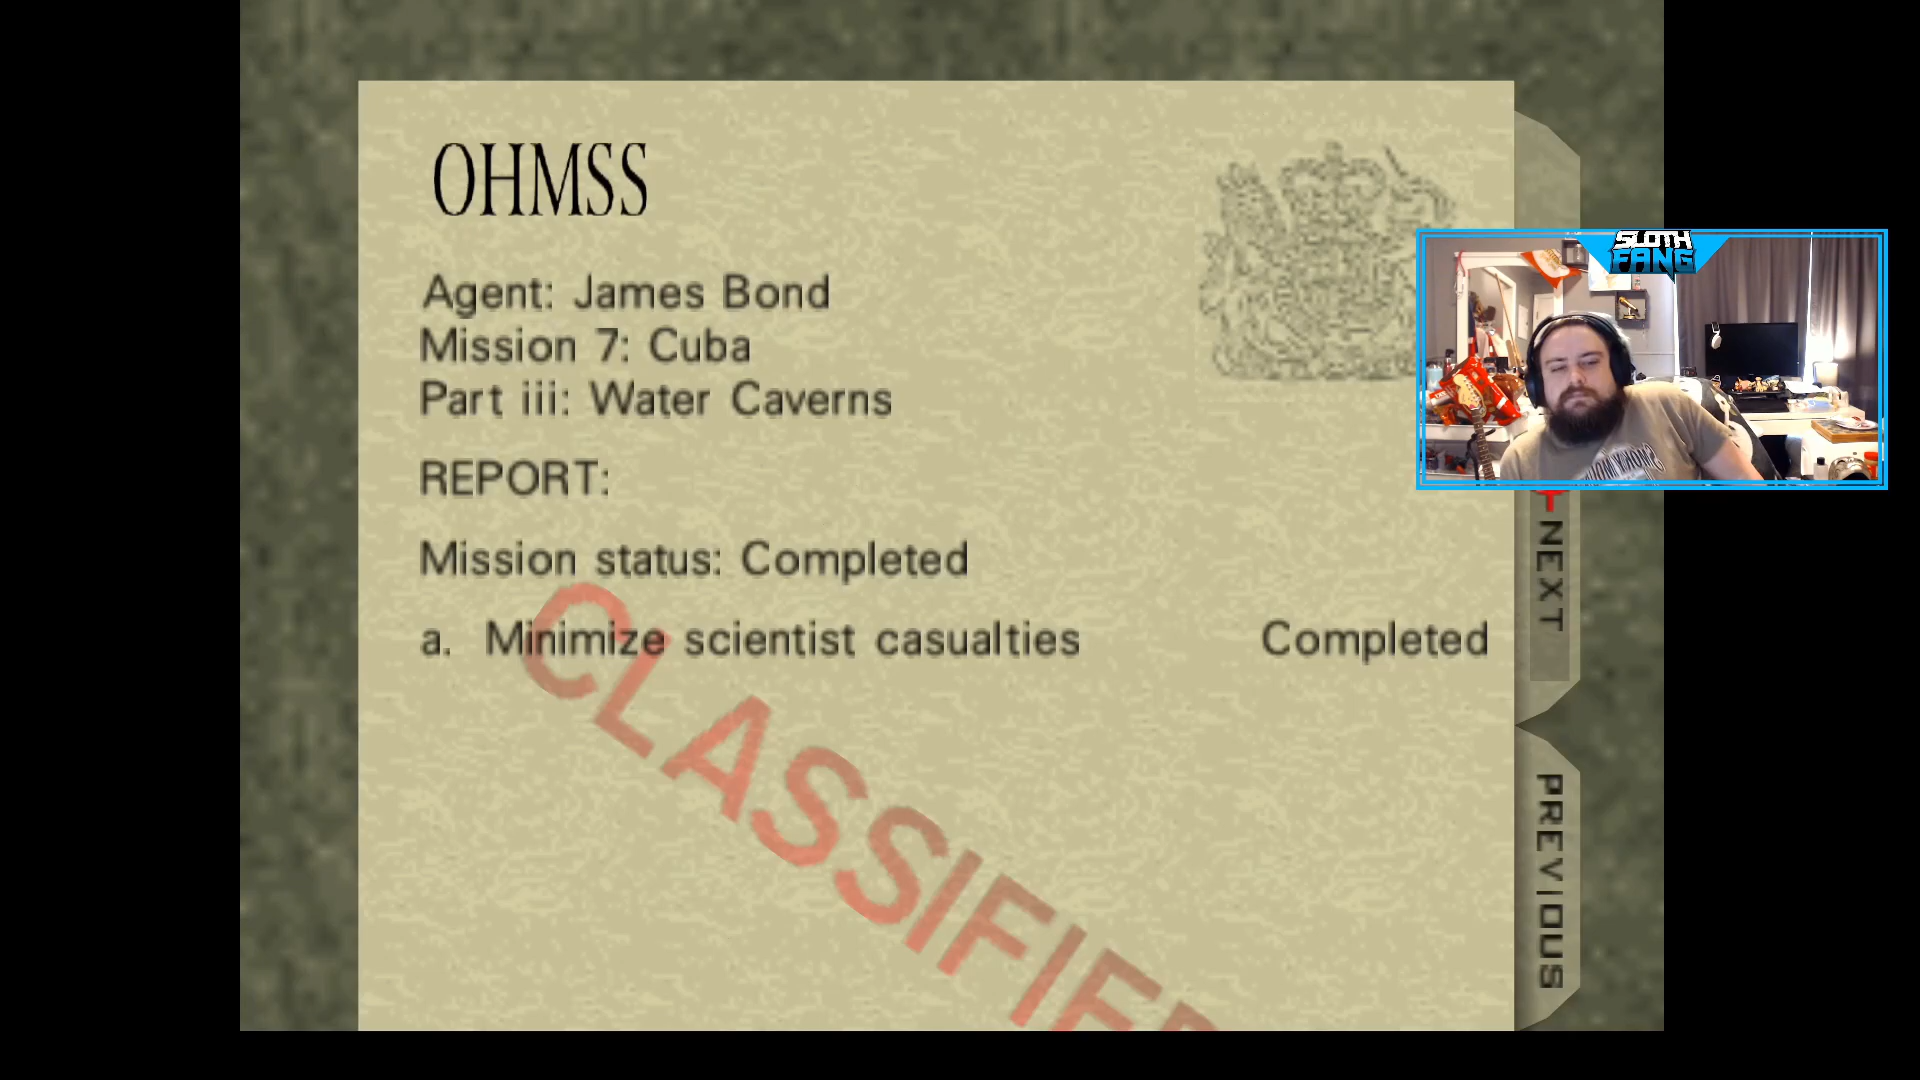 OHMSS
Agent: James Bond
Mission 7: Cuba
Part iii: Water Caverns
REPORT:
Mission status: Completed
a. Minimize scientist casualties Completed
CLASSIFIED
SLOTH
FANG
NEXT
PREVIOUS